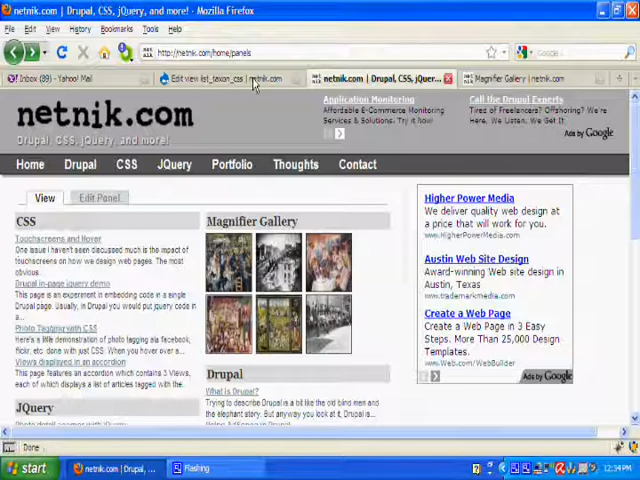 netnik.com | Drupal, CSS, jQuery, and more! - Mozilla Firefox
File Edit View History Bookmarks Tools Help
http://netnik.com/home/panels
Google
Inbox (89) - Yahoo! Mail
Edit view list_taxon_css | netnik.com
netnik.com | Drupal, CSS, jQuer...
Magnifier Gallery | netnik.com
netnik.com
Drupal, CSS, jQuery, and more!
Application Monitoring
E-Commerce Monitoring
Services & Solutions. Try it now!
Call the Drupal Experts
Tired of Freelancers? Offshore? We're
Here, We Listen, We Get It.
Ads by Google
Home Drupal CSS JQuery Portfolio Thoughts Contact
View Edit Panel
CSS
Touchscreens and Hover
One issue I haven't seen discussed much is the impact of
touchscreens on how we design web pages. The most
obvious...
Drupal in-page jquery demo
This page is an experiment in embedding code in a single
Drupal page. Usually, in Drupal you would put jquery code in
a...
Photo Tagging with CSS
Here's a little demonstration of photo tagging ala facebook,
flickr, etc. done with just CSS. When you hover over a...
Views displayed in an accordion
This page features an accordion which contains 3 Views,
each of which displays a list of articles tagged with the.
JQuery
Magnifier Gallery
Drupal
What is Drupal?
Trying to describe Drupal is a bit like the old blind men and
the elephant story. But anyway you look at it, Drupal is...
Higher Power Media
We deliver quality web design at
a price that will work for you.
www.HigherPowerMedia.com
Austin Web Site Design
Award-winning Web site design in
Austin, Texas
www.trademarkmedia.com
Create a Web Page
Create a Web Page in 3 Easy
Steps. More Than 25,000 Design
Templates.
www.Web.com/WebBuilder
Ads by Google
Done
start
netnik.com | Drupal, ...
Flashing
12:34 PM